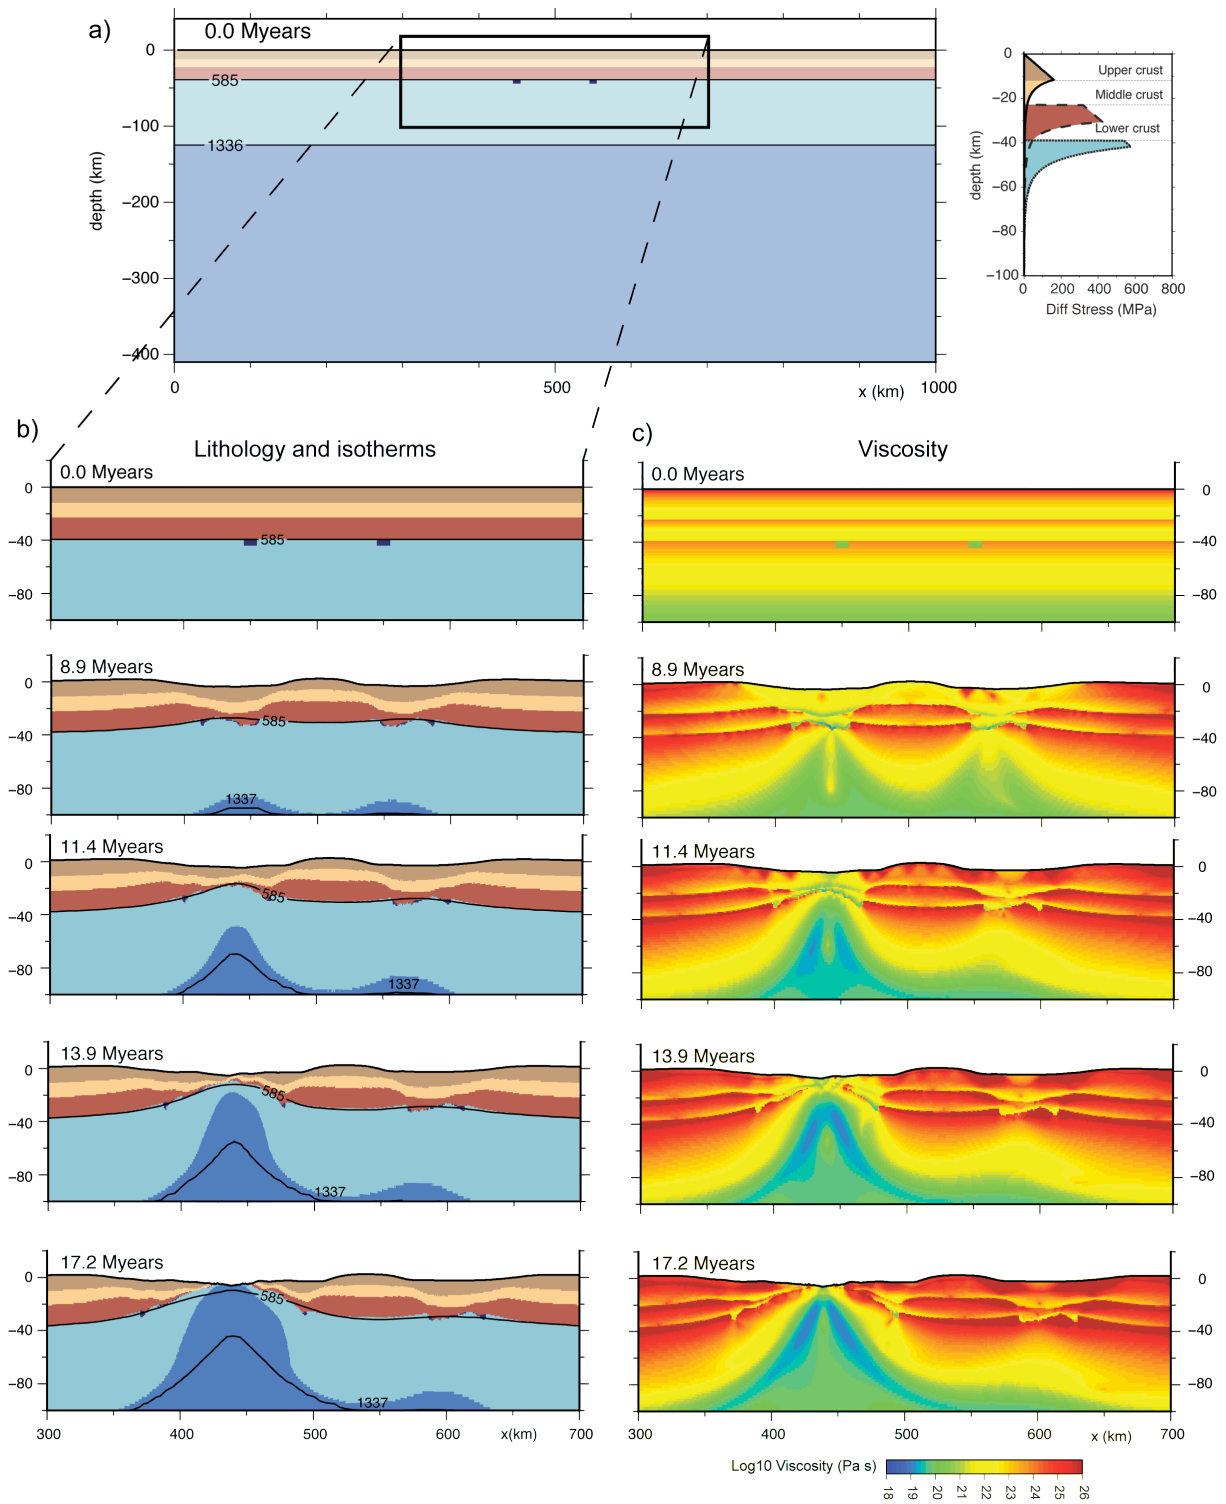 a)
0.0 Myears
0
585
−100
1336
−200
−300
−400
depth (km)
0
500
x (km)
1000
0
−20
−40
−60
−80
−100
depth (km)
Upper crust
Middle crust
Lower crust
0 200 400 600 800
Diff Stress (MPa)
b)
Lithology and isotherms
0.0 Myears
0
−40
585
−80
8.9 Myears
0
585
−40
−80
1337
11.4 Myears
0
585
−40
−80
1337
13.9 Myears
0
585
−40
−80
1337
17.2 Myears
0
585
−40
−80
1337
300 400 500 x(km) 700
c)
Viscosity
0.0 Myears
0
−40
−80
8.9 Myears
0
−40
−80
11.4 Myears
0
−40
−80
13.9 Myears
0
−40
−80
17.2 Myears
0
−40
−80
300 400 500 600 x (km) 700
Log10 Viscosity (Pa s)
18 19 20 21 22 23 24 25 26